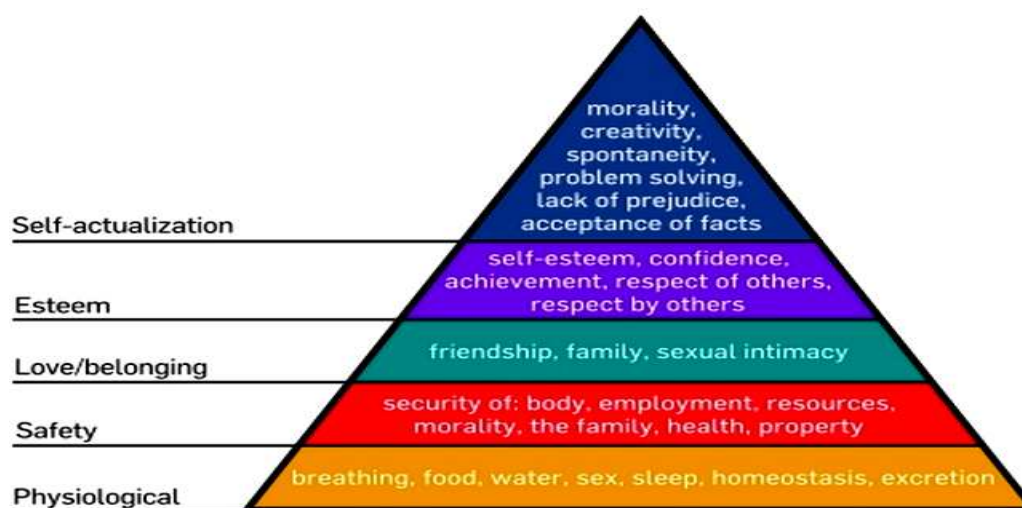 morality,
creativity,
spontaneity,
problem solving,
lack of prejudice,
acceptance of facts
Self-actualization
self-esteem, confidence,
achievement, respect of others,
respect by others
Esteem
friendship, family, sexual intimacy
Love/belonging
security of: body, employment, resources,
morality, the family, health, property
Safety
breathing, food, water, sex, sleep, homeostasis, excretion
Physiological